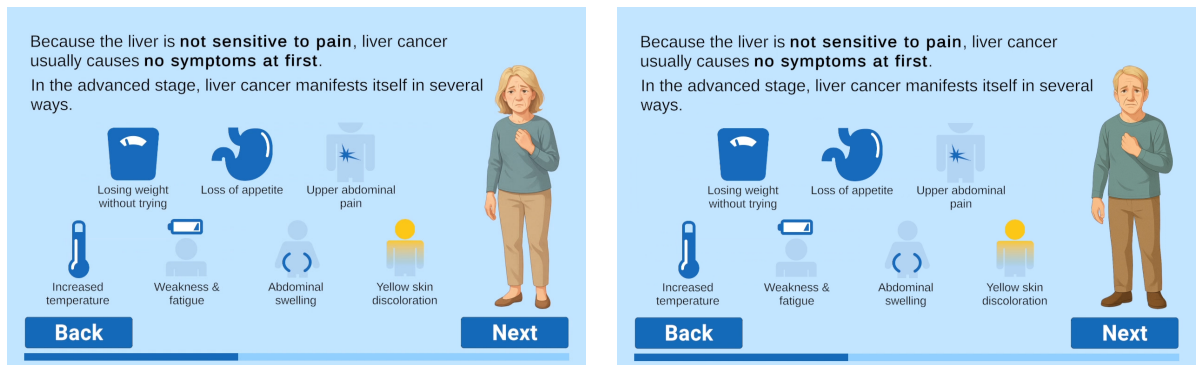 Because the liver is not sensitive to pain, liver cancer
usually causes no symptoms at first.
In the advanced stage, liver cancer manifests itself in several
ways.
Losing weight
without trying
Loss of appetite
Upper abdominal
pain
Increased
temperature
Weakness &
fatigue
Abdominal
swelling
Yellow skin
discoloration
Back
Next
Because the liver is not sensitive to pain, liver cancer
usually causes no symptoms at first.
In the advanced stage, liver cancer manifests itself in several
ways.
Losing weight
without trying
Loss of appetite
Upper abdominal
pain
Increased
temperature
Weakness &
fatigue
Abdominal
swelling
Yellow skin
discoloration
Back
Next